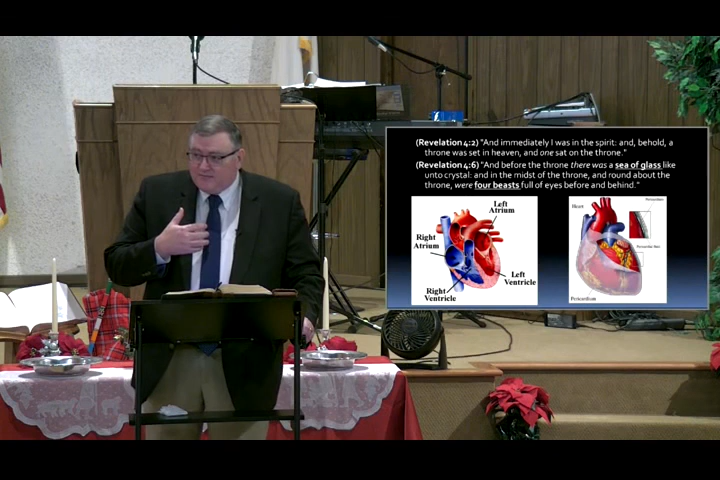 (Revelation 4:2) "And immediately I was in the spirit: and, behold, a
throne was set in heaven, and one sat on the throne."
(Revelation 4:6) "And before the throne there was a sea of glass like
unto crystal: and in the midst of the throne, and round about the
throne, were four beasts full of eyes before and behind."
Left
Atrium
Right
Atrium
Left
Ventricle
Right
Ventricle
Pericardium
Heart
Pericardium